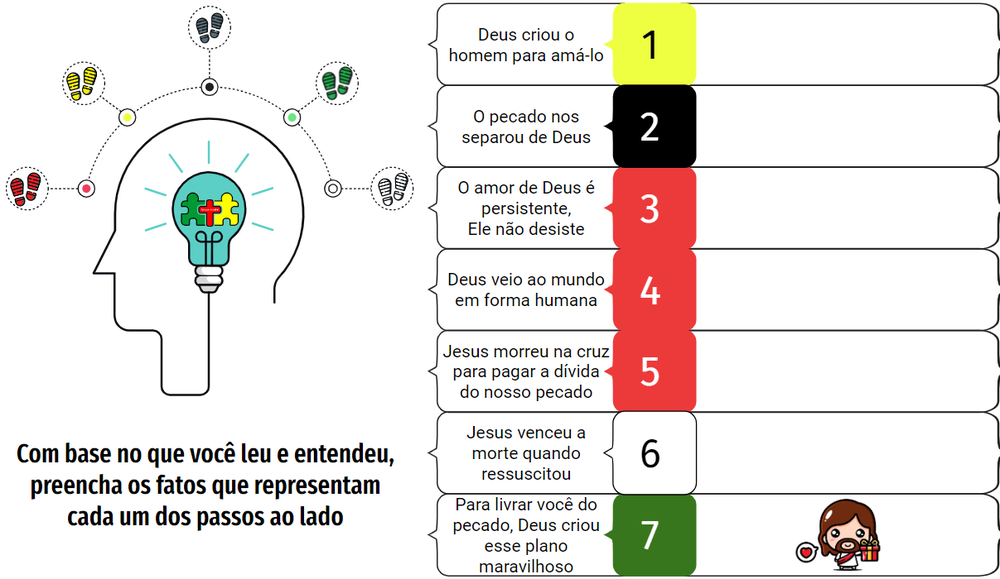 Com base no que você leu e entendeu,
preencha os fatos que representam
cada um dos passos ao lado
Deus criou o
homem para amá-lo
1
O pecado nos
separou de Deus
2
O amor de Deus é
persistente,
Ele não desiste
3
Deus veio ao mundo
em forma humana
4
Jesus morreu na cruz
para pagar a dívida
do nosso pecado
5
Jesus venceu a
morte quando
ressuscitou
6
Para livrar você do
pecado, Deus criou
esse plano
maravilhoso
7